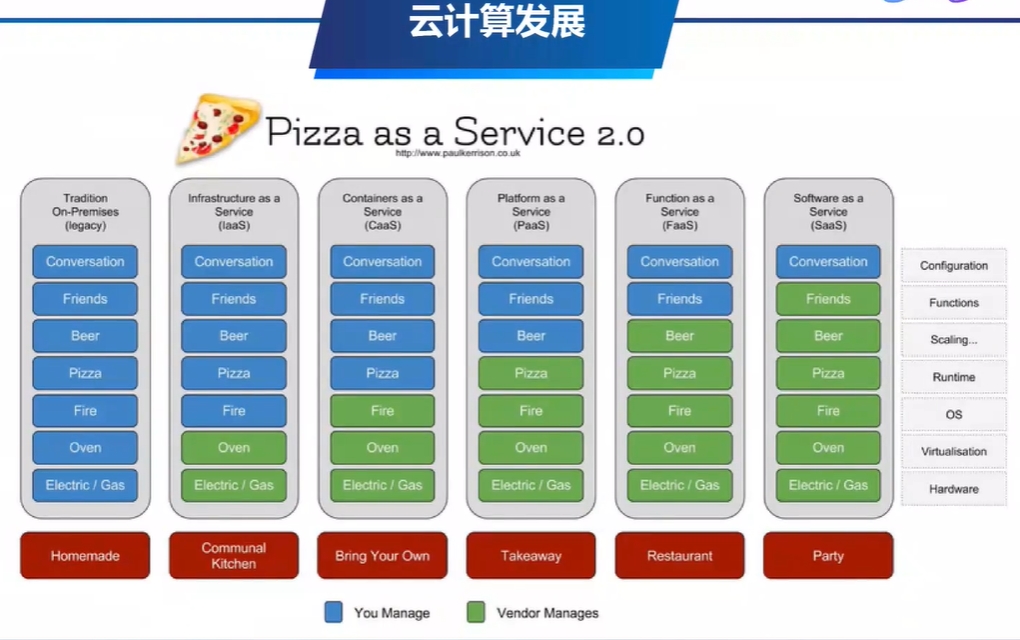 云计算发展
Pizza as a Service 2.0
http://www.paulkerrison.co.uk
Tradition
On-Premises
(legacy)
Conversation
Friends
Beer
Pizza
Fire
Oven
Electric / Gas
Homemade
Infrastructure as a
Service
(IaaS)
Conversation
Friends
Beer
Pizza
Fire
Oven
Electric / Gas
Communal
Kitchen
Containers as a
Service
(CaaS)
Conversation
Friends
Beer
Pizza
Fire
Oven
Electric / Gas
Bring Your Own
Platform as a
Service
(PaaS)
Conversation
Friends
Beer
Pizza
Fire
Oven
Electric / Gas
Takeaway
Function as a
Service
(FaaS)
Conversation
Friends
Beer
Pizza
Fire
Oven
Electric / Gas
Restaurant
Software as a
Service
(SaaS)
Conversation
Friends
Beer
Pizza
Fire
Oven
Electric / Gas
Party
Configuration
Functions
Scaling...
Runtime
OS
Virtualisation
Hardware
You Manage
Vendor Manages